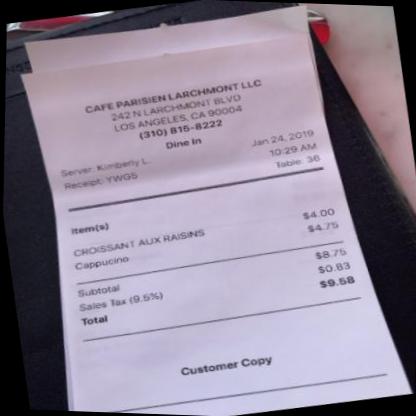 CAFE PARISIEN LARCHMONT LLC
242 N LARCHMONT BLVD
LOS ANGELES, CA 90004
(310) 815-8222
Dine In
Server: Kimberly L. Jan 24, 2019
Receipt: YWG5 10:29 AM
Table: 36
Item(s)
CROISSANT AUX RAISINS $4.00
Cappucino $4.75
Subtotal $8.75
Sales Tax (9.5%) $0.83
Total $9.58
Customer Copy